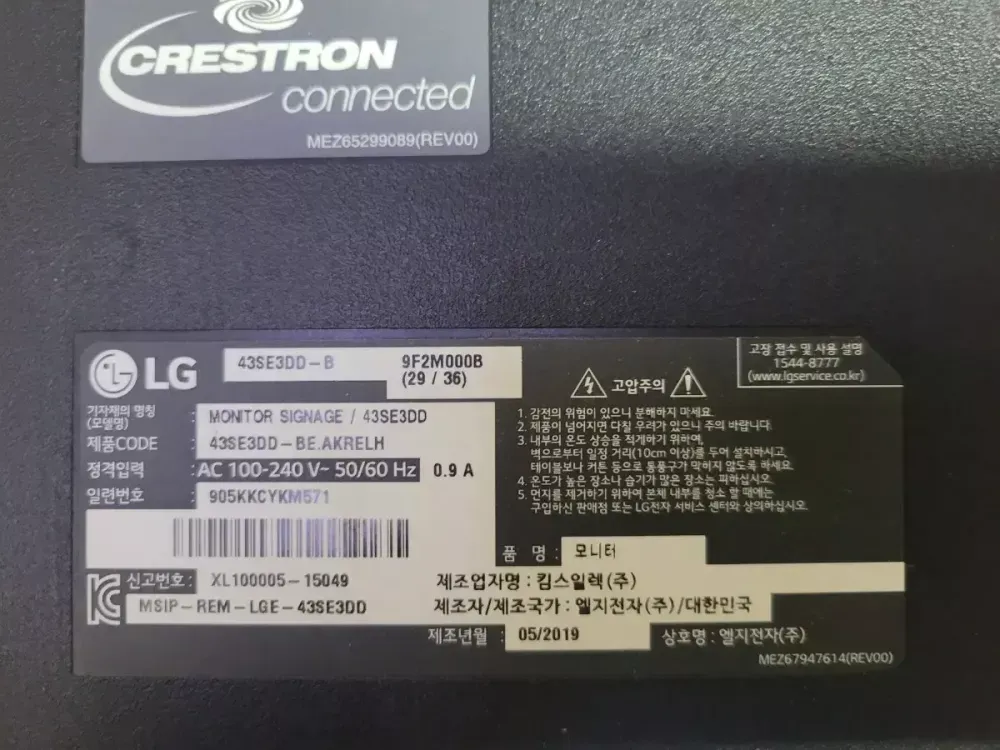 CRESTRON
connected
MEZ65299089(REV00)
LG
43SE3DD-B
9F2M000B
(29 / 36)
고압주의
고장 접수 및 사용 설명
1544-8777
(www.lgservice.co.kr)
기자재의 명칭
(모델명) : MONITOR SIGNAGE / 43SE3DD
제품CODE : 43SE3DD-BE.AKRELH
정격입력 : AC 100-240 V~ 50/60 Hz 0.9 A
일련번호 : 905KKCYKM571
1. 감전의 위험이 있으니 분해하지 마세요.
2. 제품이 넘어지면 다칠 우려가 있으니 주의 바랍니다.
3. 내부의 온도 상승을 적게하기 위하여,
벽으로부터 일정 거리(10cm 이상)를 두어 설치하시고,
테이블보나 커튼 등으로 통풍구가 막히지 않도록 하세요.
4. 온도가 높은 장소나 습기가 많은 장소는 피하십시오.
5. 먼지를 제거하기 위하여 본체 내부를 청소 할 때에는
구입하신 판매점 또는 LG전자 서비스 센터와 상의하십시오.
품 명 : 모니터
신고번호 : XL100005-15049
MSIP-REM-LGE-43SE3DD
제조업자명 : 킴스일렉(주)
제조자/제조국가 : 엘지전자(주)/대한민국
제조년월 : 05/2019
상호명 : 엘지전자(주)
MEZ67947614(REV00)